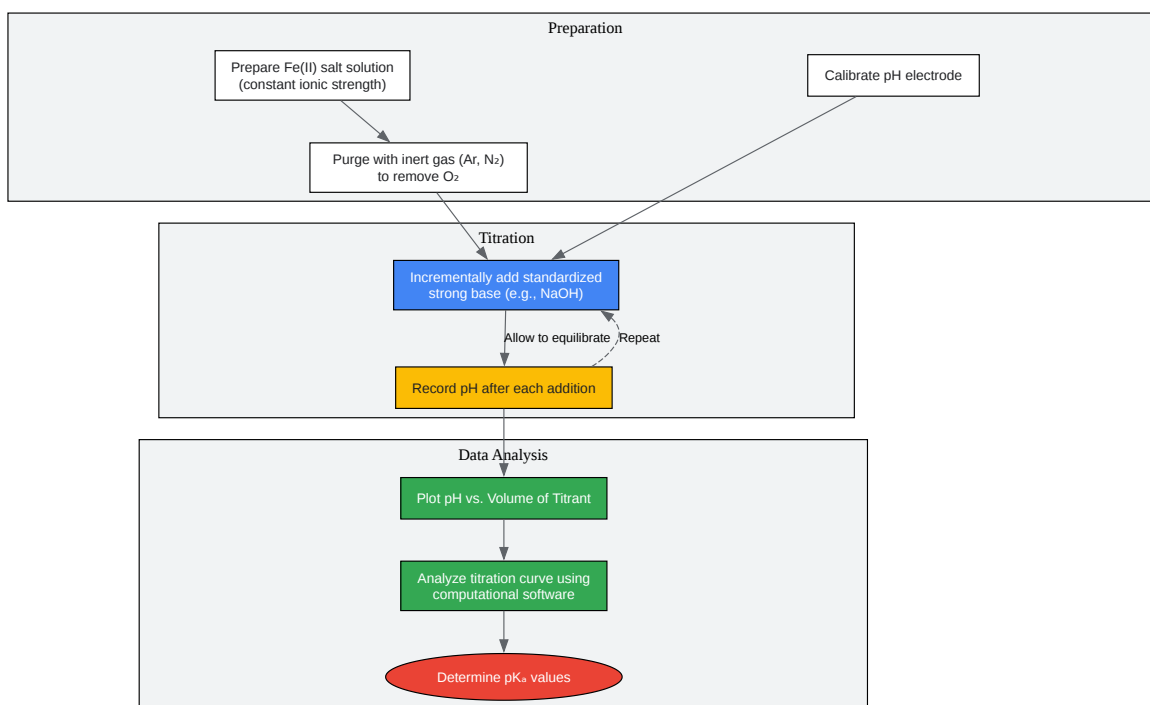 Preparation
Prepare Fe(II) salt solution
(constant ionic strength)
Calibrate pH electrode
Purge with inert gas (Ar, N₂)
to remove O₂
Titration
Incrementally add standardized
strong base (e.g., NaOH)
Allow to equilibrate
Repeat
Record pH after each addition
Data Analysis
Plot pH vs. Volume of Titrant
Analyze titration curve using
computational software
Determine pKₐ values